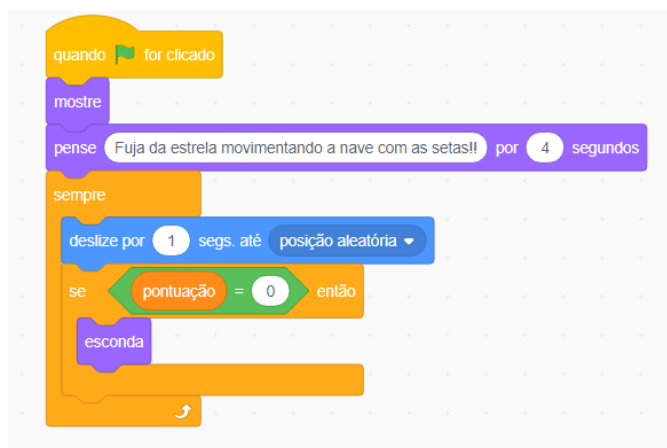 quando for clicado
mostre
pense Fuja da estrela movimentando a nave com as setas!! por 4 segundos
sempre
deslize por 1 segs. até posição aleatória
se pontuação = 0 então
esconda